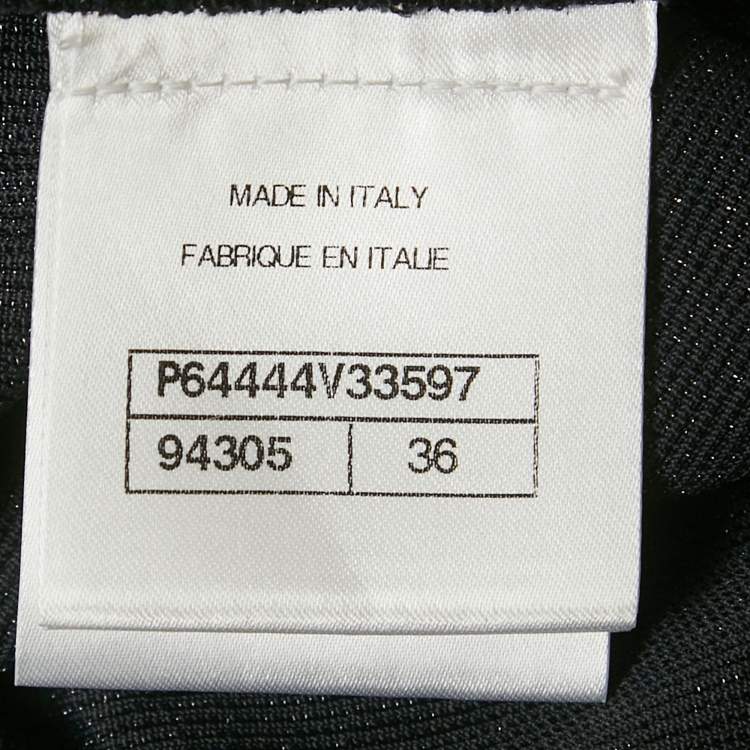 MADE IN ITALY
FABRIQUE EN ITALIE
P64444V33597
94305 36